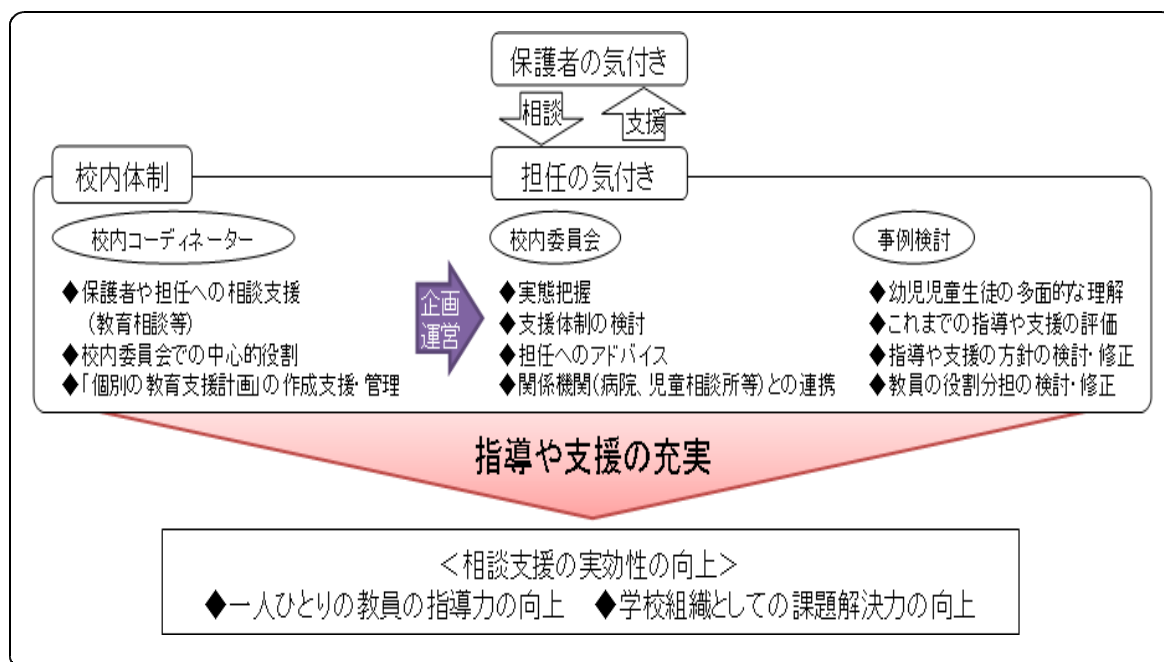 保護者の気付き
相談
支援
校内体制
担任の気付き
校内コーディネーター
◆保護者や担任への相談支援
(教育相談等)
◆校内委員会での中心的役割
◆「個別の教育支援計画」の作成支援・管理
企画
運営
校内委員会
◆実態把握
◆支援体制の検討
◆担任へのアドバイス
◆関係機関(病院、児童相談所等)との連携
事例検討
◆幼児児童生徒の多面的な理解
◆これまでの指導や支援の評価
◆指導や支援の方針の検討・修正
◆教員の役割分担の検討・修正
指導や支援の充実
<相談支援の実効性の向上>
◆一人ひとりの教員の指導力の向上 ◆学校組織としての課題解決力の向上